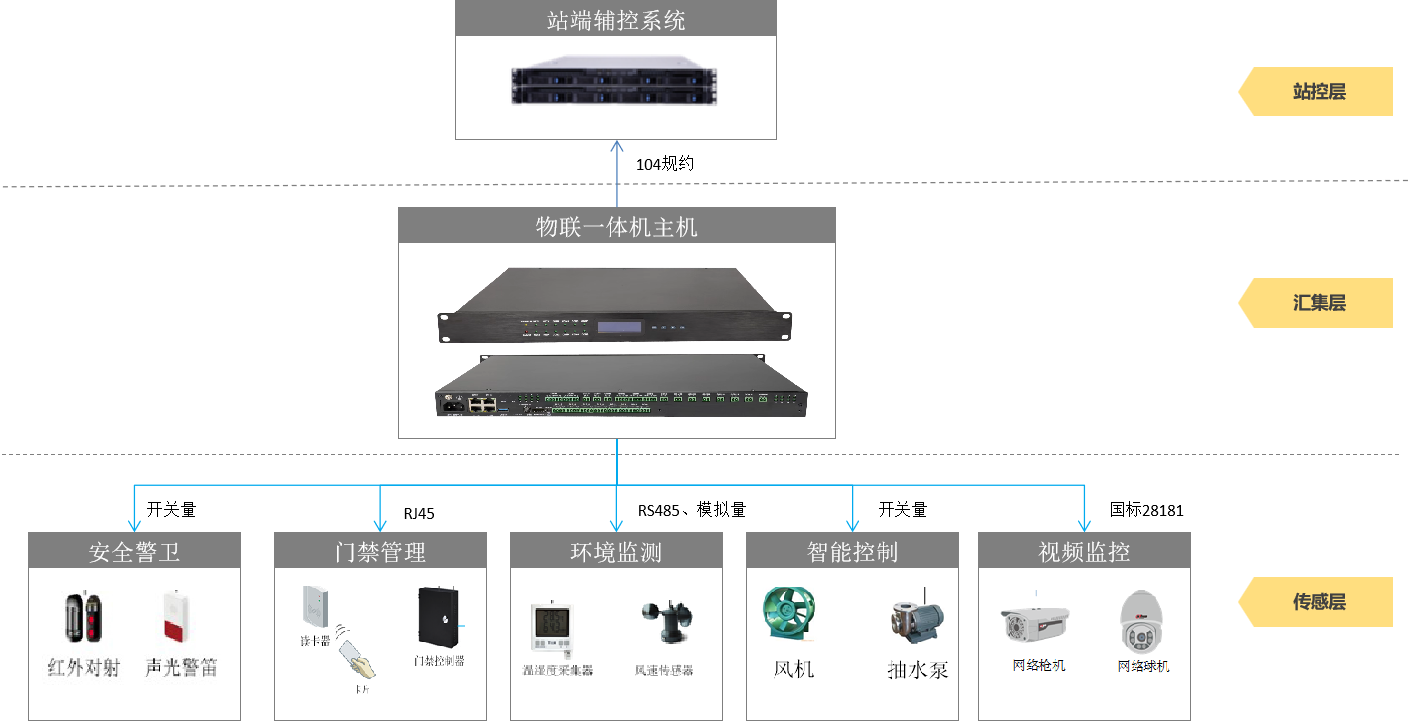 站端辅控系统
站控层
104规约
物联一体机主机
汇集层
开关量
RJ45
RS485、模拟量
开关量
国标28181
安全警卫
门禁管理
环境监测
智能控制
视频监控
传感层
读卡器
卡片
门禁控制器
红外对射
声光警笛
温湿度采集器
风速传感器
风机
抽水泵
网络枪机
网络球机